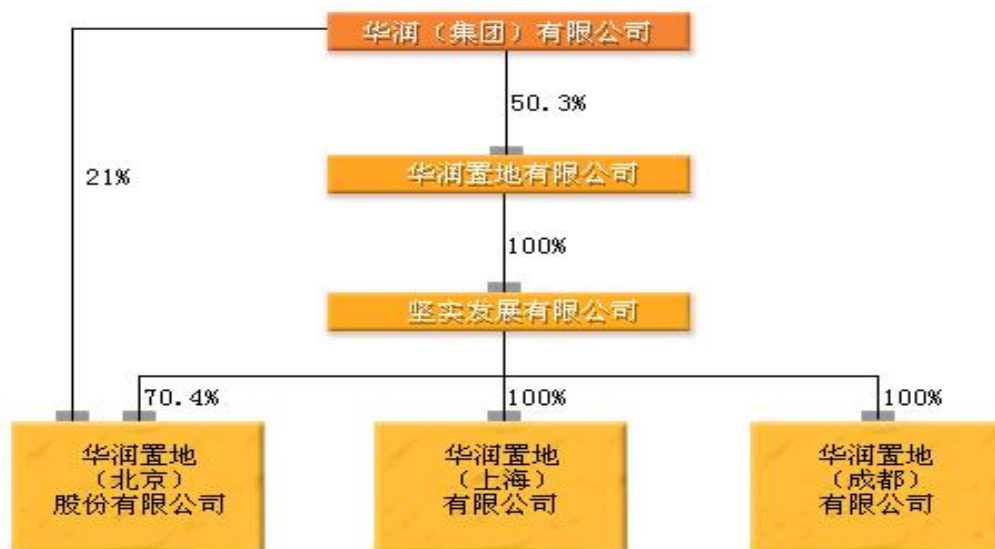 华润（集团）有限公司
50.3%
21%
华润置地有限公司
100%
坚实发展有限公司
70.4%
100%
100%
华润置地
（北京）
股份有限公司
华润置地
（上海）
有限公司
华润置地
（成都）
有限公司